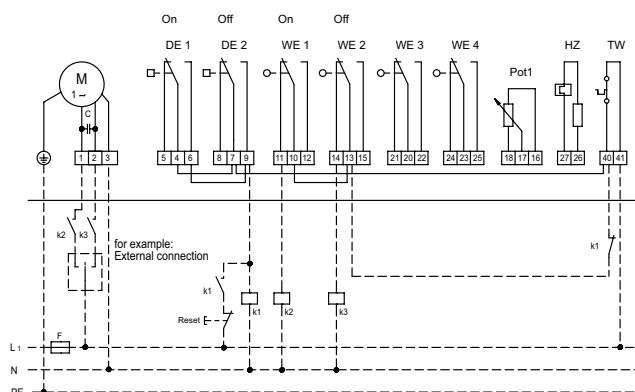 On Off On Off
DE 1 DE 2 WE 1 WE 2 WE 3 WE 4 HZ TW
Pot1
M
1 ~
C
1 2 3 5 4 6 8 7 9 11 10 12 14 13 15 21 20 22 24 23 25 18 17 16 27 26 40 41
k2 k3
for example:
External connection
k1
k1
Reset
k1 k2 k3
F
L1
N
PE